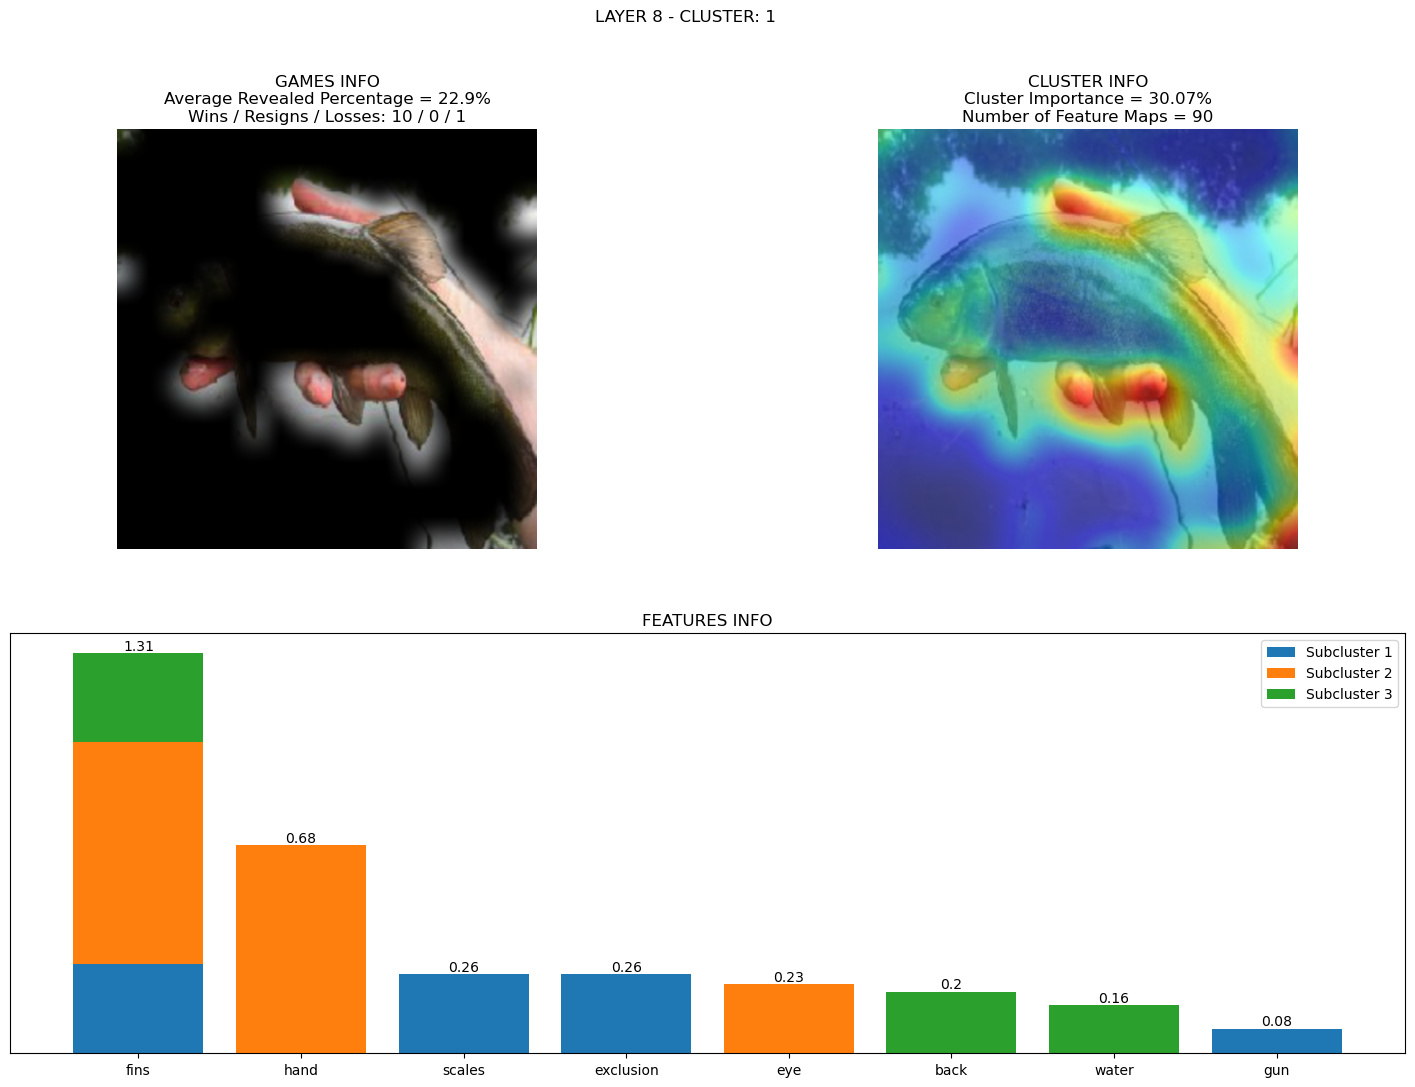 LAYER 8 - CLUSTER: 1
GAMES INFO
Average Revealed Percentage = 22.9%
Wins / Resigns / Losses: 10 / 0 / 1
CLUSTER INFO
Cluster Importance = 30.07%
Number of Feature Maps = 90
FEATURES INFO
Subcluster 1
Subcluster 2
Subcluster 3
1.31
0.68
0.26
0.26
0.23
0.2
0.16
0.08
fins
hand
scales
exclusion
eye
back
water
gun